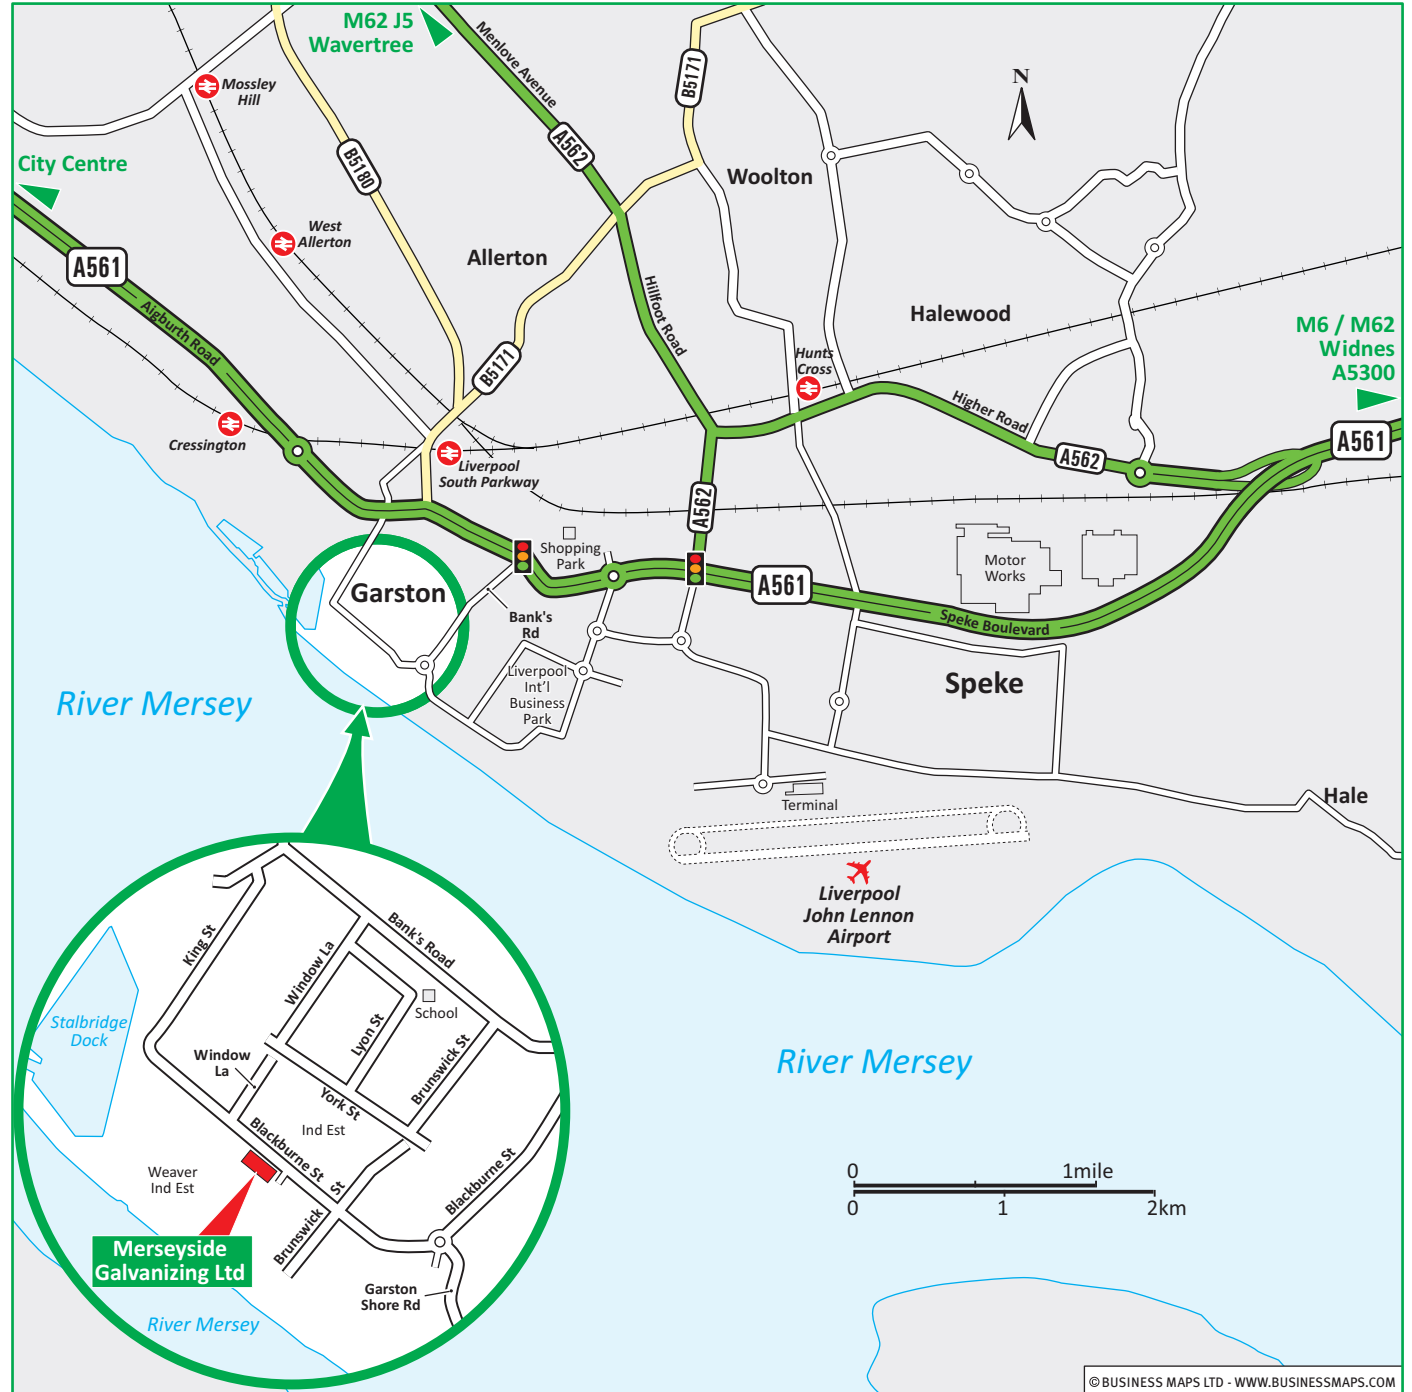 M62 J5
Wavertree
Menlove Avenue
A562
B5171
N
Mossley
Hill
B5180
City Centre
Woolton
West
Allerton
Allerton
A561
Aigburth Road
Hillfoot Road
Halewood
M6 / M62
Widnes
A5300
Hunts
Cross
B5171
Higher Road
Cressington
A561
A562
Liverpool
South Parkway
A562
Shopping
Park
Motor
Works
A561
Garston
Bank's
Rd
Speke Boulevard
Liverpool
Int'l
Business
Park
Speke
River Mersey
Terminal
Hale
Liverpool
John Lennon
Airport
Bank's Road
King St
Window La
School
Stalbridge
Dock
Lyon St
Window
La
Brunswick St
York St
Ind Est
Blackburne St
Weaver
Ind Est
Blackburne St
Brunswick St
Merseyside
Galvanizing Ltd
Garston
Shore Rd
River Mersey
River Mersey
0 1mile
0 1 2km
© BUSINESS MAPS LTD - WWW.BUSINESSMAPS.COM